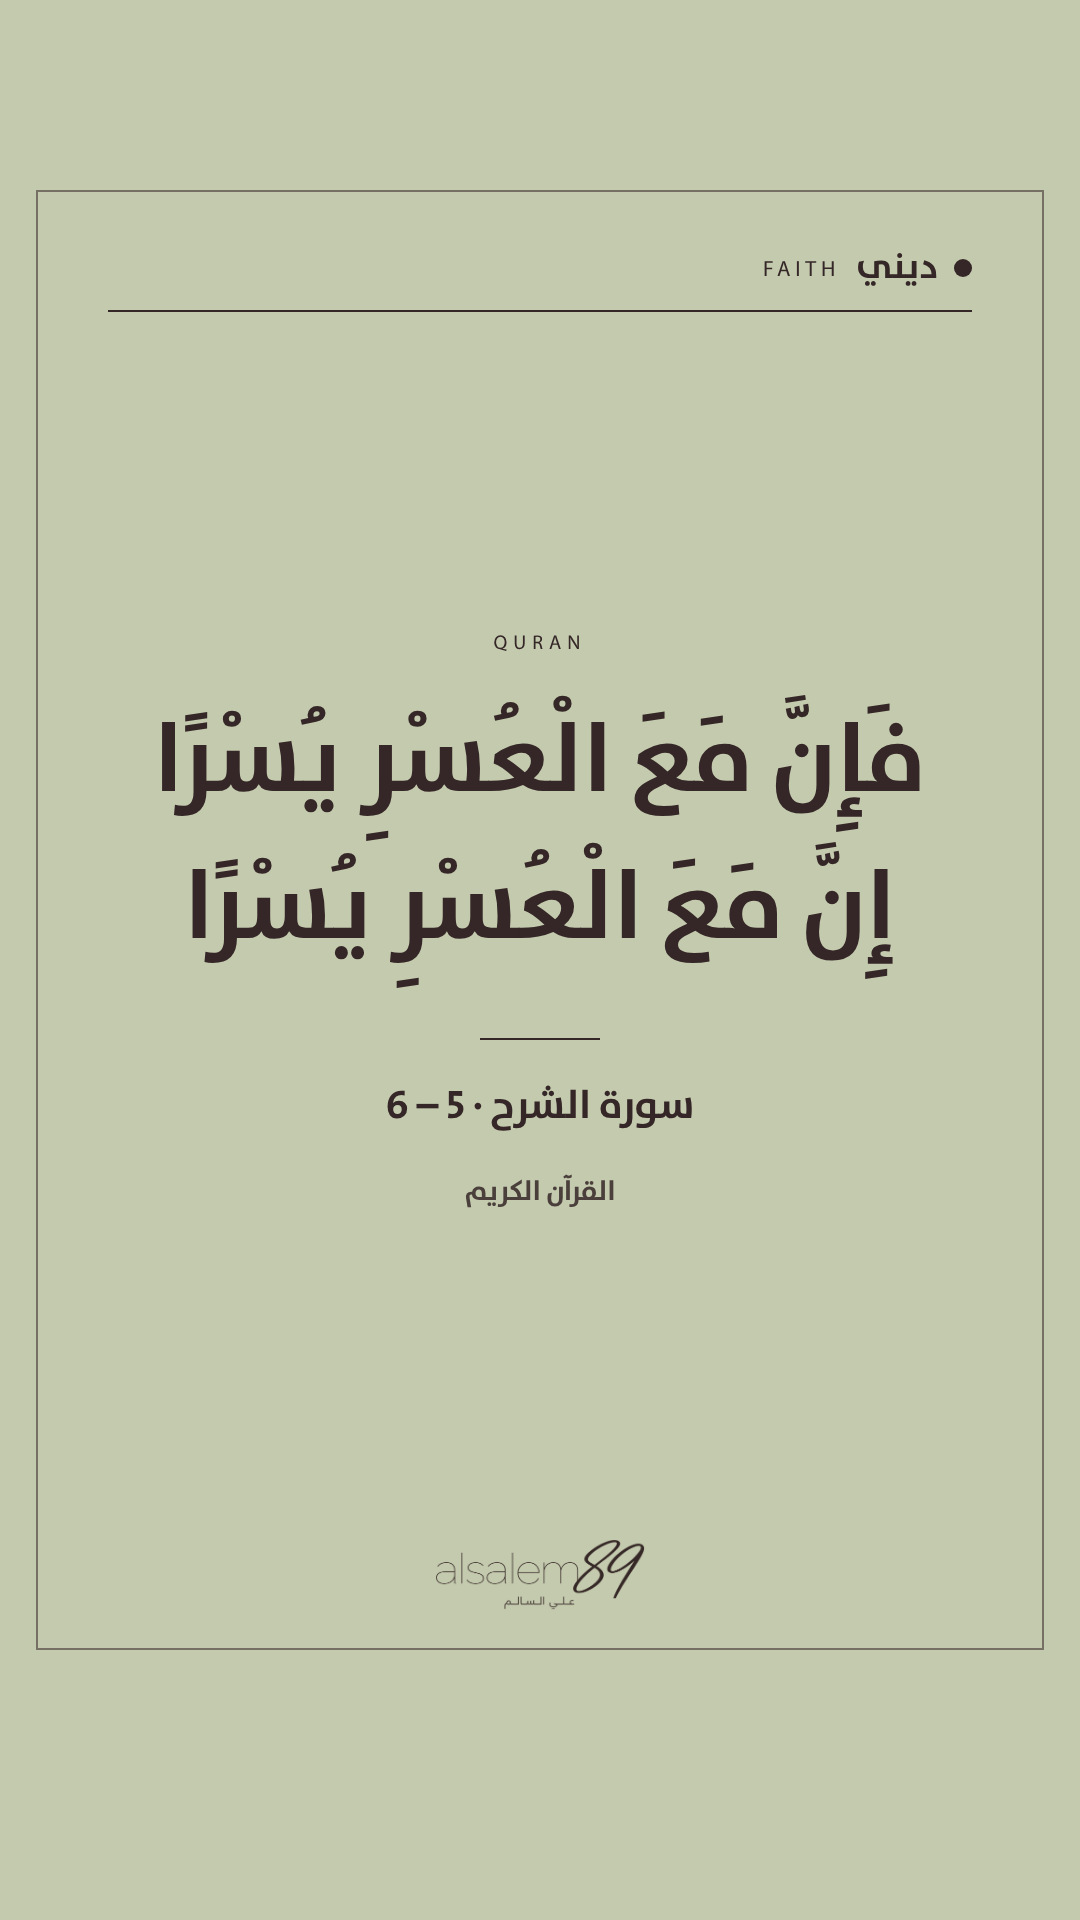 ديني FAITH
QURAN
فَإِنَّ مَعَ الْعُسْرِ يُسْرًا
إِنَّ مَعَ الْعُسْرِ يُسْرًا
سورة الشرح · 5 – 6
القرآن الكريم
alsalem89
علي السالم